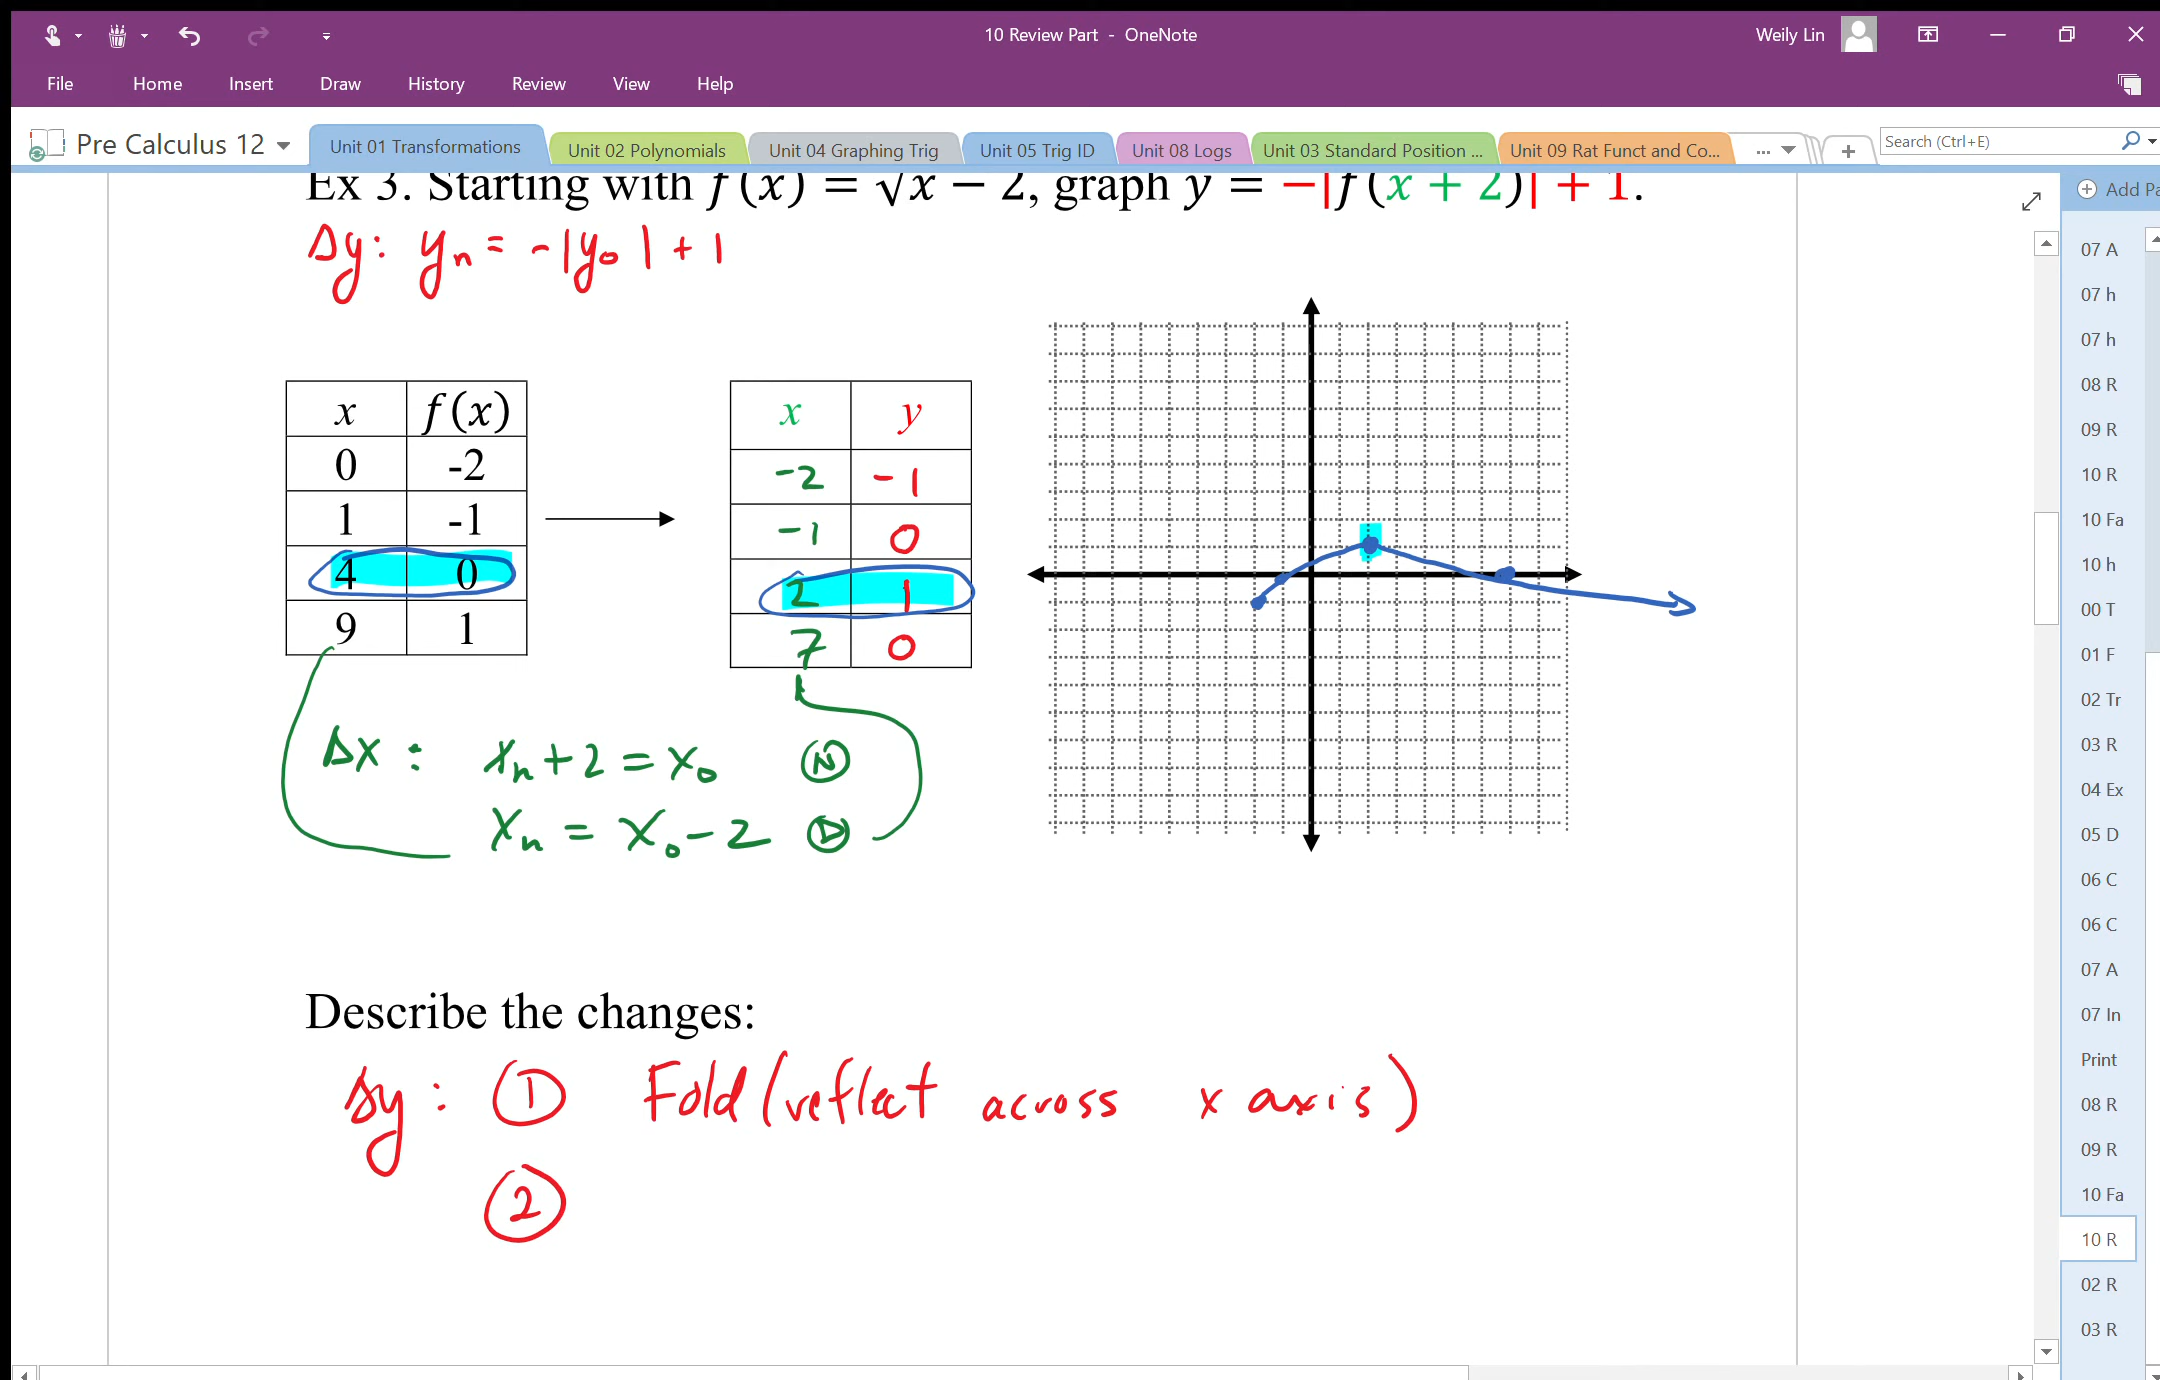 10 Review Part - OneNote
Weily Lin
File Home Insert Draw History Review View Help
Pre Calculus 12
Unit 01 Transformations
Unit 02 Polynomials
Unit 04 Graphing Trig
Unit 05 Trig ID
Unit 08 Logs
Unit 03 Standard Position ...
Unit 09 Rat Funct and Co...
...
Search (Ctrl+E)
Ex 3. Starting with f(x) = √x − 2, graph y = −|f(x + 2)| + 1.
Δy: yₙ = -|y₀| + 1
x f(x)
0 -2
1 -1
4 0
9 1
x y
-2 -1
-1 0
2 1
7 0
Δx : xₙ + 2 = x₀ Ⓝ
xₙ = x₀ - 2 Ⓓ
Describe the changes:
Δy : ① Fold (reflect across x axis)
②
Add Pa
07 A
07 h
07 h
08 R
09 R
10 R
10 Fa
10 h
00 T
01 F
02 Tr
03 R
04 Ex
05 D
06 C
06 C
07 A
07 In
Print
08 R
09 R
10 Fa
10 R
02 R
03 R